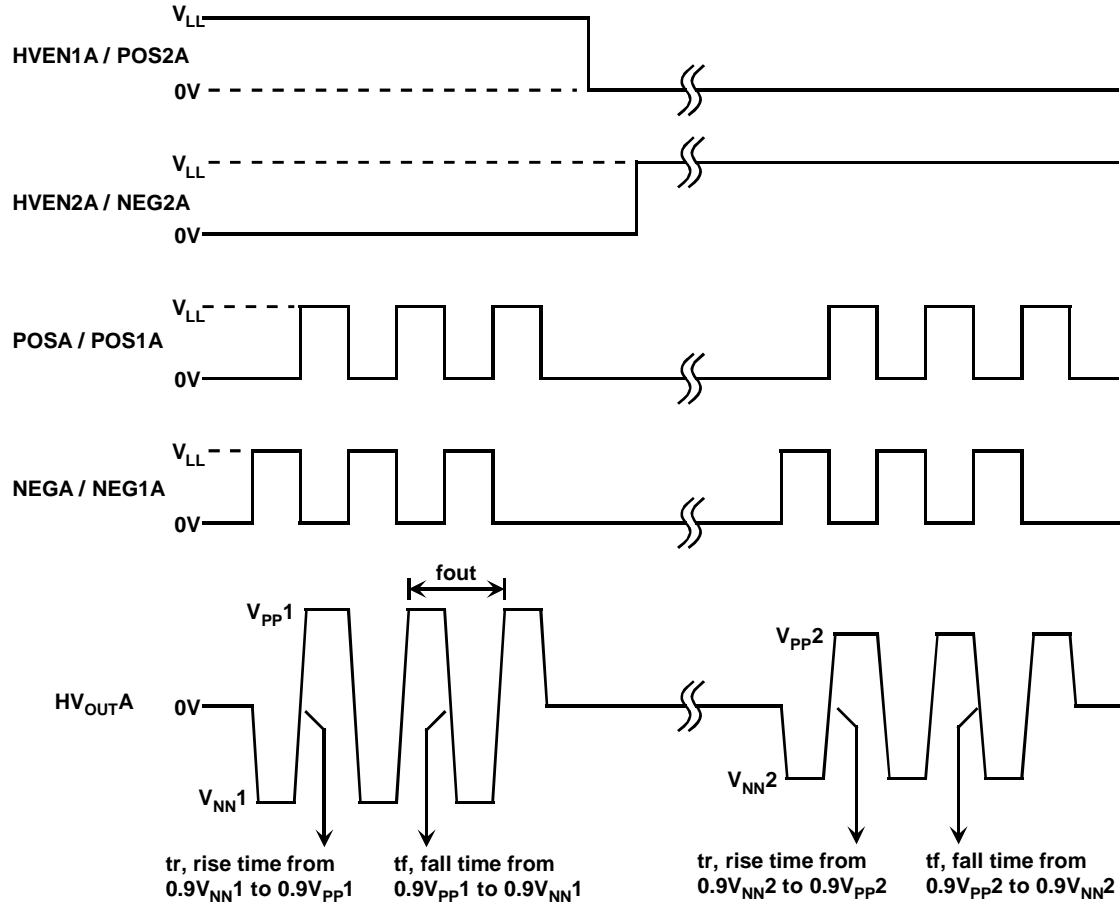 V_LL
HVEN1A / POS2A
0V
V_LL
HVEN2A / NEG2A
0V
V_LL
POSA / POS1A
0V
V_LL
NEGA / NEG1A
0V
fout
V_PP1
V_PP2
HV_OUTA
0V
V_NN1
V_NN2
tr, rise time from
0.9V_NN1 to 0.9V_PP1
tf, fall time from
0.9V_PP1 to 0.9V_NN1
tr, rise time from
0.9V_NN2 to 0.9V_PP2
tf, fall time from
0.9V_PP2 to 0.9V_NN2